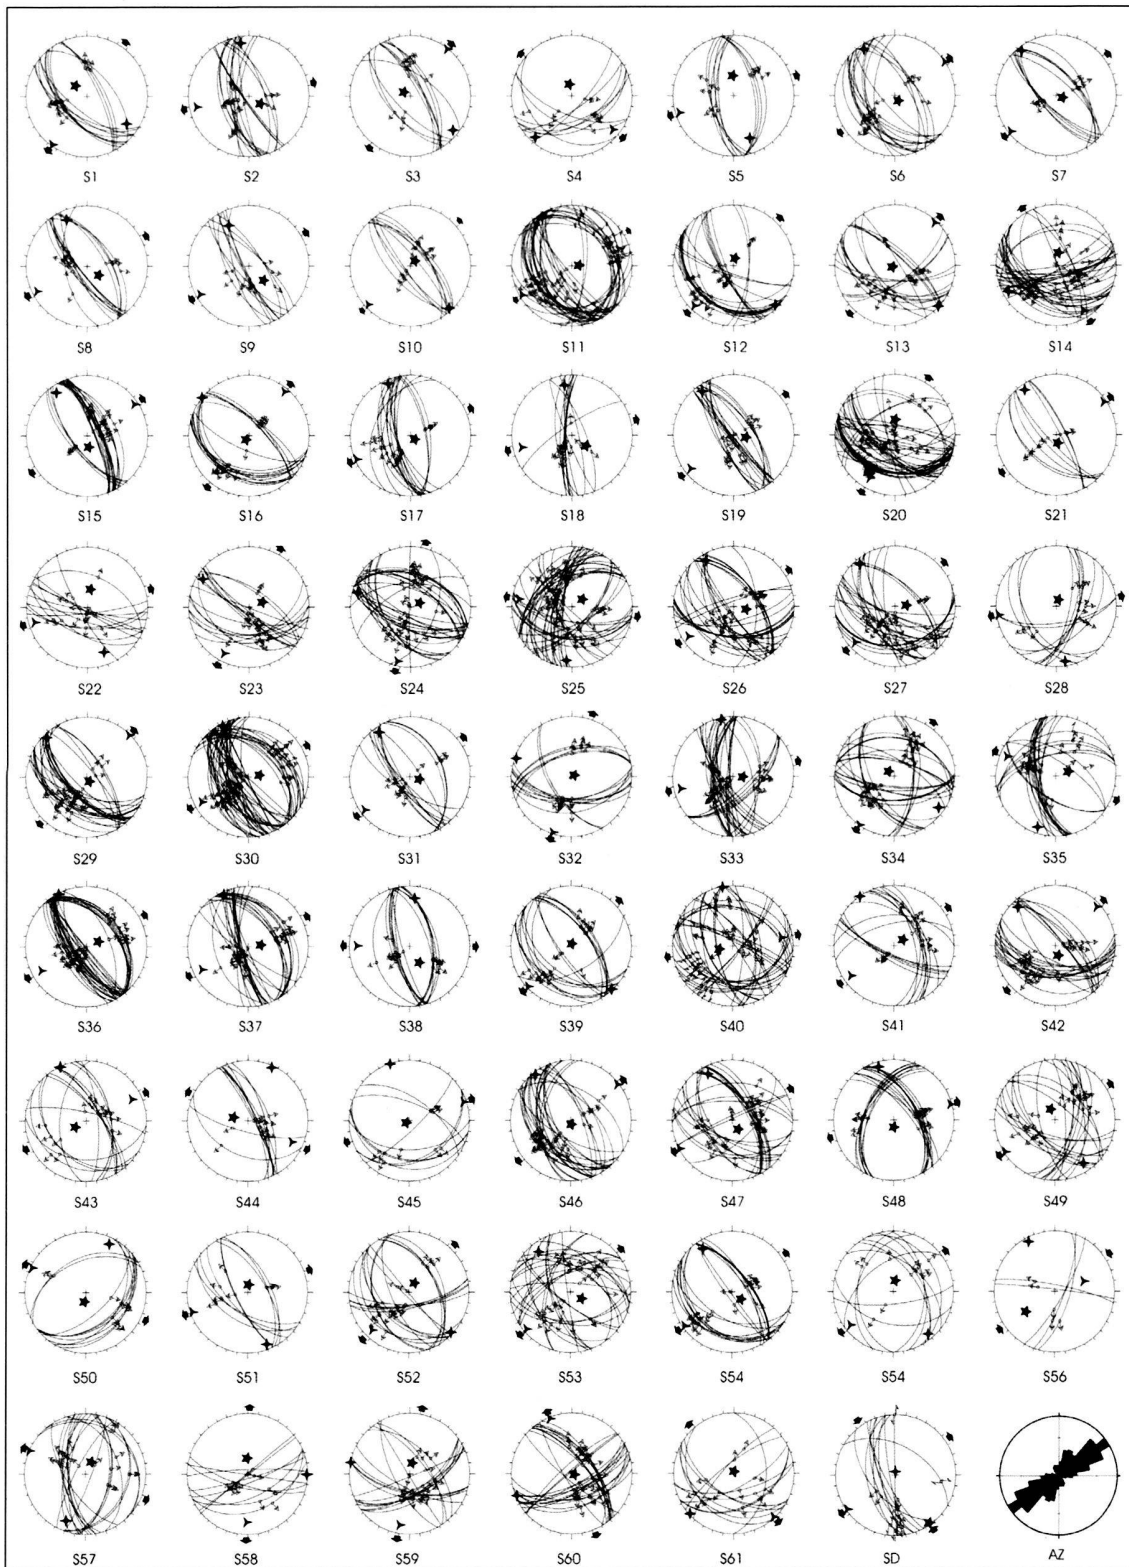 S1 S2 S3 S4 S5 S6 S7
S8 S9 S10 S11 S12 S13 S14
S15 S16 S17 S18 S19 S20 S21
S22 S23 S24 S25 S26 S27 S28
S29 S30 S31 S32 S33 S34 S35
S36 S37 S38 S39 S40 S41 S42
S43 S44 S45 S46 S47 S48 S49
S50 S51 S52 S53 S54 S54 S56
S57 S58 S59 S60 S61 SD AZ